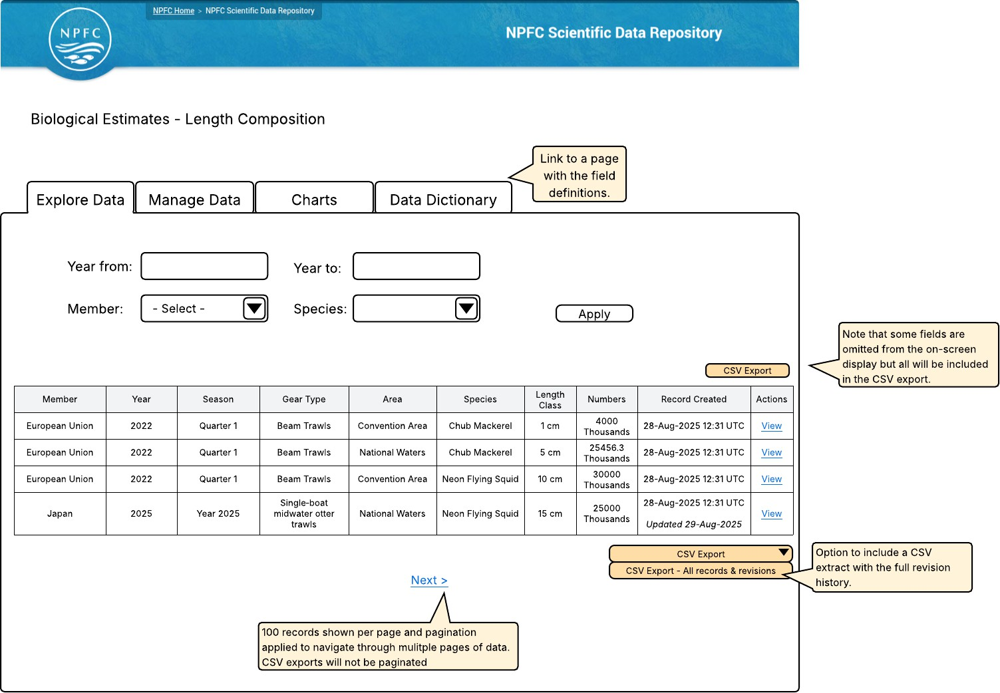 NPFC Home > NPFC Scientific Data Repository
NPFC
NPFC Scientific Data Repository
Biological Estimates - Length Composition
Link to a page
with the field
definitions.
Explore Data
Manage Data
Charts
Data Dictionary
Year from:
Year to:
Member:
- Select -
Species:
Apply
Note that some fields are
omitted from the on-screen
display but all will be included
in the CSV export.
CSV Export
Member Year Season Gear Type Area Species Length Class Numbers Record Created Actions
European Union 2022 Quarter 1 Beam Trawls Convention Area Chub Mackerel 1 cm 4000 Thousands 28-Aug-2025 12:31 UTC View
European Union 2022 Quarter 1 Beam Trawls National Waters Chub Mackerel 5 cm 25456.3 Thousands 28-Aug-2025 12:31 UTC View
European Union 2022 Quarter 1 Beam Trawls Convention Area Neon Flying Squid 10 cm 30000 Thousands 28-Aug-2025 12:31 UTC View
Japan 2025 Year 2025 Single-boat midwater otter trawls National Waters Neon Flying Squid 15 cm 25000 Thousands 28-Aug-2025 12:31 UTC Updated 29-Aug-2025 View
CSV Export
CSV Export - All records & revisions
Option to include a CSV
extract with the full revision
history.
Next >
100 records shown per page and pagination
applied to navigate through mulitple pages of data.
CSV exports will not be paginated